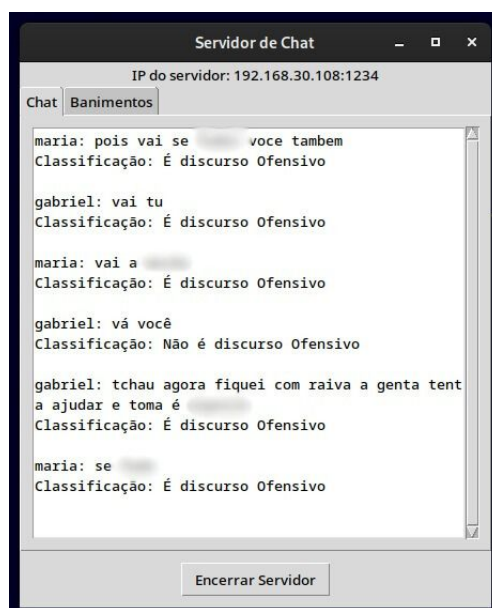 Servidor de Chat
IP do servidor: 192.168.30.108:1234
Chat Banimentos
maria: pois vai se voce tambem
Classificação: É discurso Ofensivo
gabriel: vai tu
Classificação: É discurso Ofensivo
maria: vai a
Classificação: É discurso Ofensivo
gabriel: vá você
Classificação: Não é discurso Ofensivo
gabriel: tchau agora fiquei com raiva a genta tent
a ajudar e toma é
Classificação: É discurso Ofensivo
maria: se
Classificação: É discurso Ofensivo
Encerrar Servidor